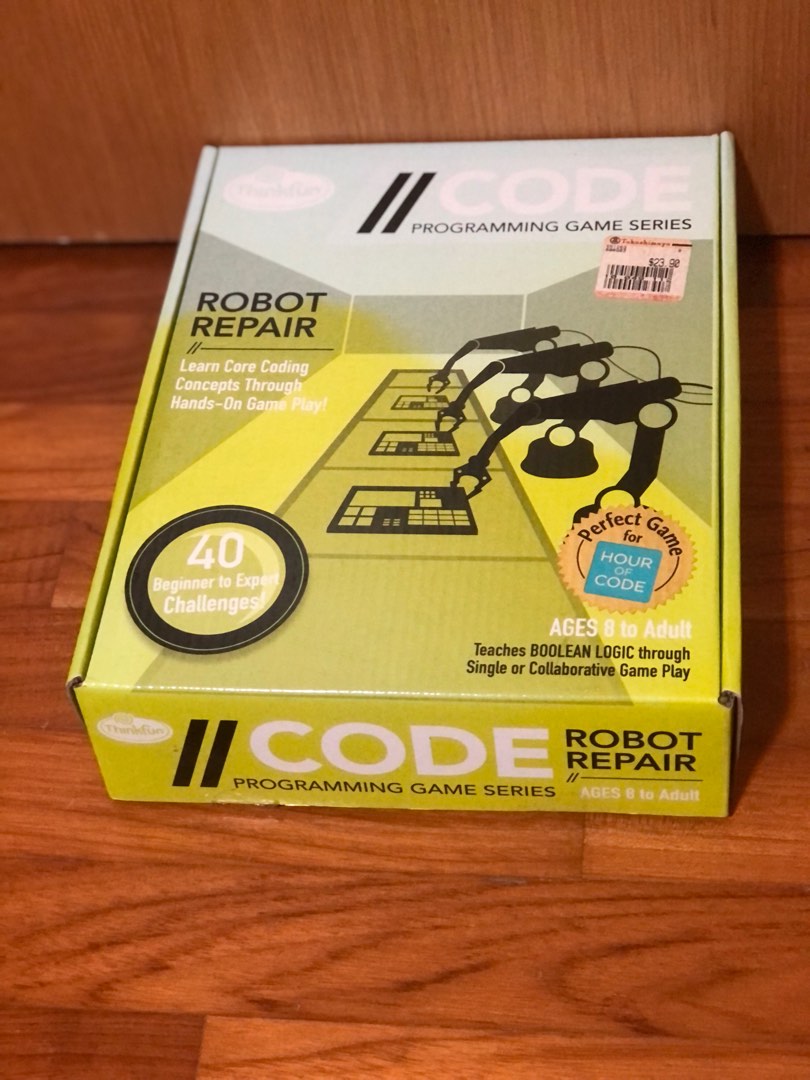 Thinkfun
//CODE
PROGRAMMING GAME SERIES
Takashimaya
$23.90
ROBOT
REPAIR
//
Learn Core Coding
Concepts Through
Hands-On Game Play!
40
Beginner to Expert
Challenges!
Perfect Game
for
HOUR
OF
CODE
AGES 8 to Adult
Teaches BOOLEAN LOGIC through
Single or Collaborative Game Play
Thinkfun
//CODE
PROGRAMMING GAME SERIES
ROBOT
REPAIR
//
AGES 8 to Adult